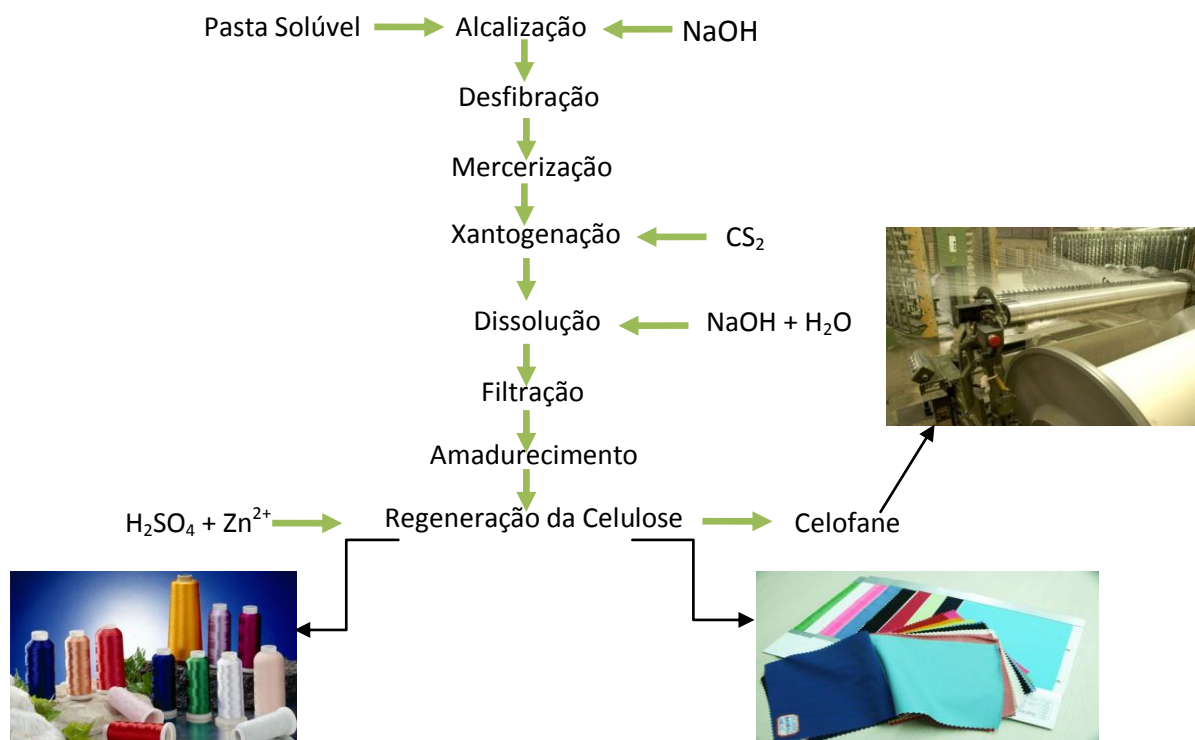 Pasta Solúvel Alcalização NaOH
Desfibração
Mercerização
Xantogenação CS₂
Dissolução NaOH + H₂O
Filtração
Amadurecimento
H₂SO₄ + Zn²⁺ Regeneração da Celulose Celofane